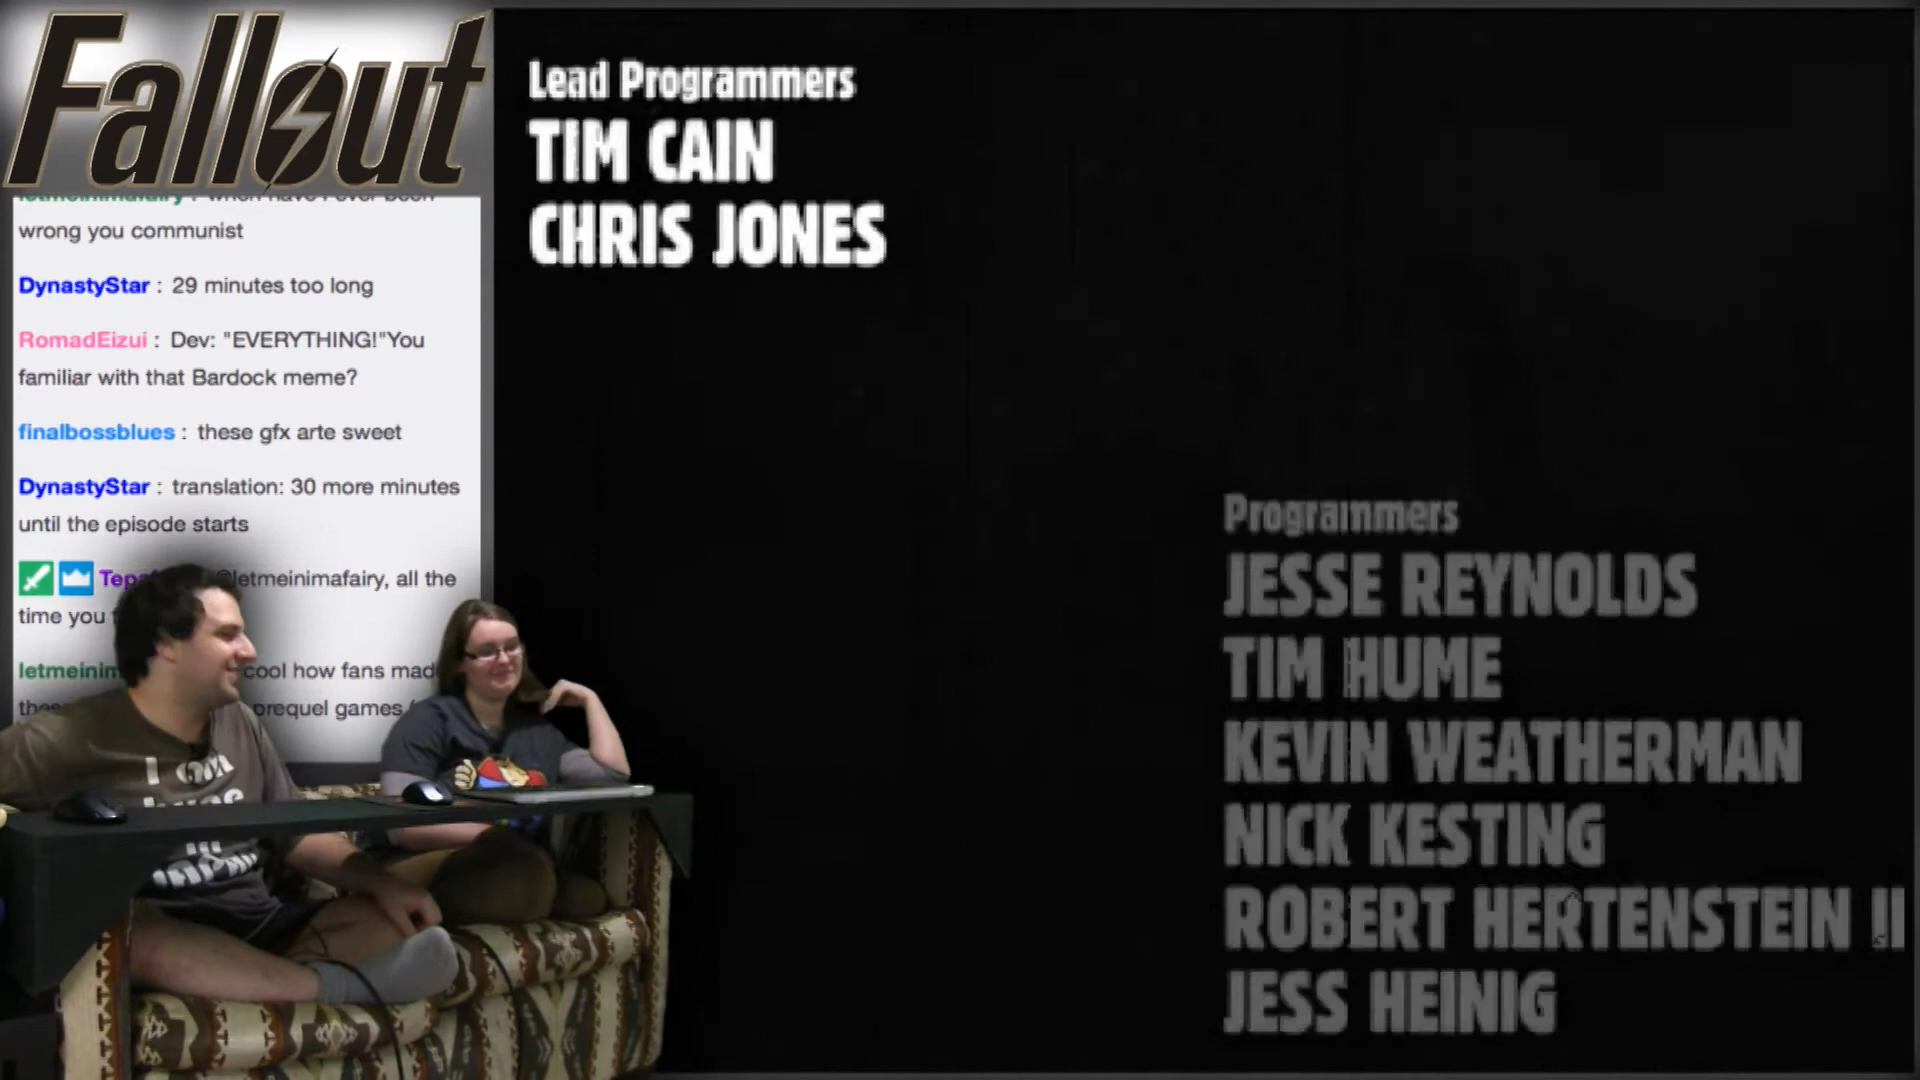 Fallout
wrong you communist
DynastyStar : 29 minutes too long
RomadEizui : Dev: "EVERYTHING!"You
familiar with that Bardock meme?
finalbossblues : these gfx arte sweet
DynastyStar : translation: 30 more minutes
until the episode starts
letmeinimafairy, all the
time you
cool how fans made
prequel games
Lead Programmers
TIM CAIN
CHRIS JONES
Programmers
JESSE REYNOLDS
TIM HUME
KEVIN WEATHERMAN
NICK KESTING
ROBERT HERTENSTEIN II
JESS HEINIG